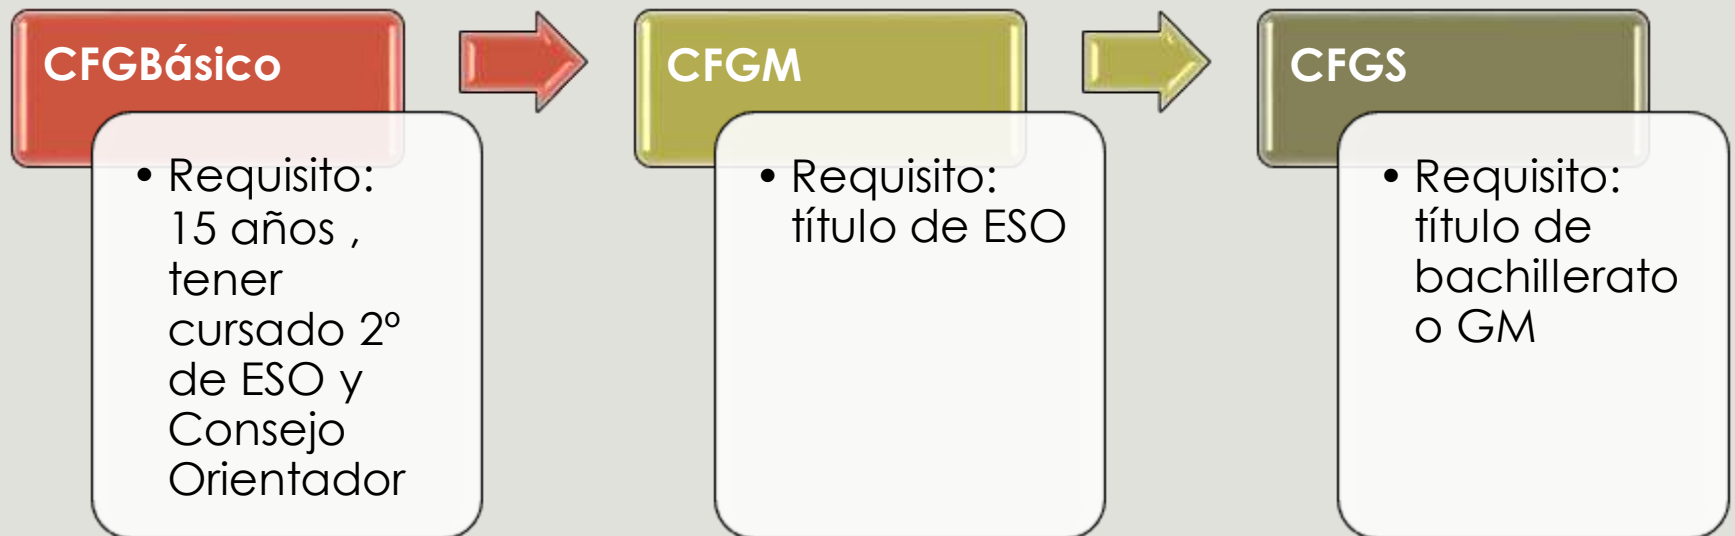 CFGBásico
• Requisito:
15 años ,
tener
cursado 2º
de ESO y
Consejo
Orientador
CFGM
• Requisito:
título de ESO
CFGS
• Requisito:
título de
bachillerato
o GM